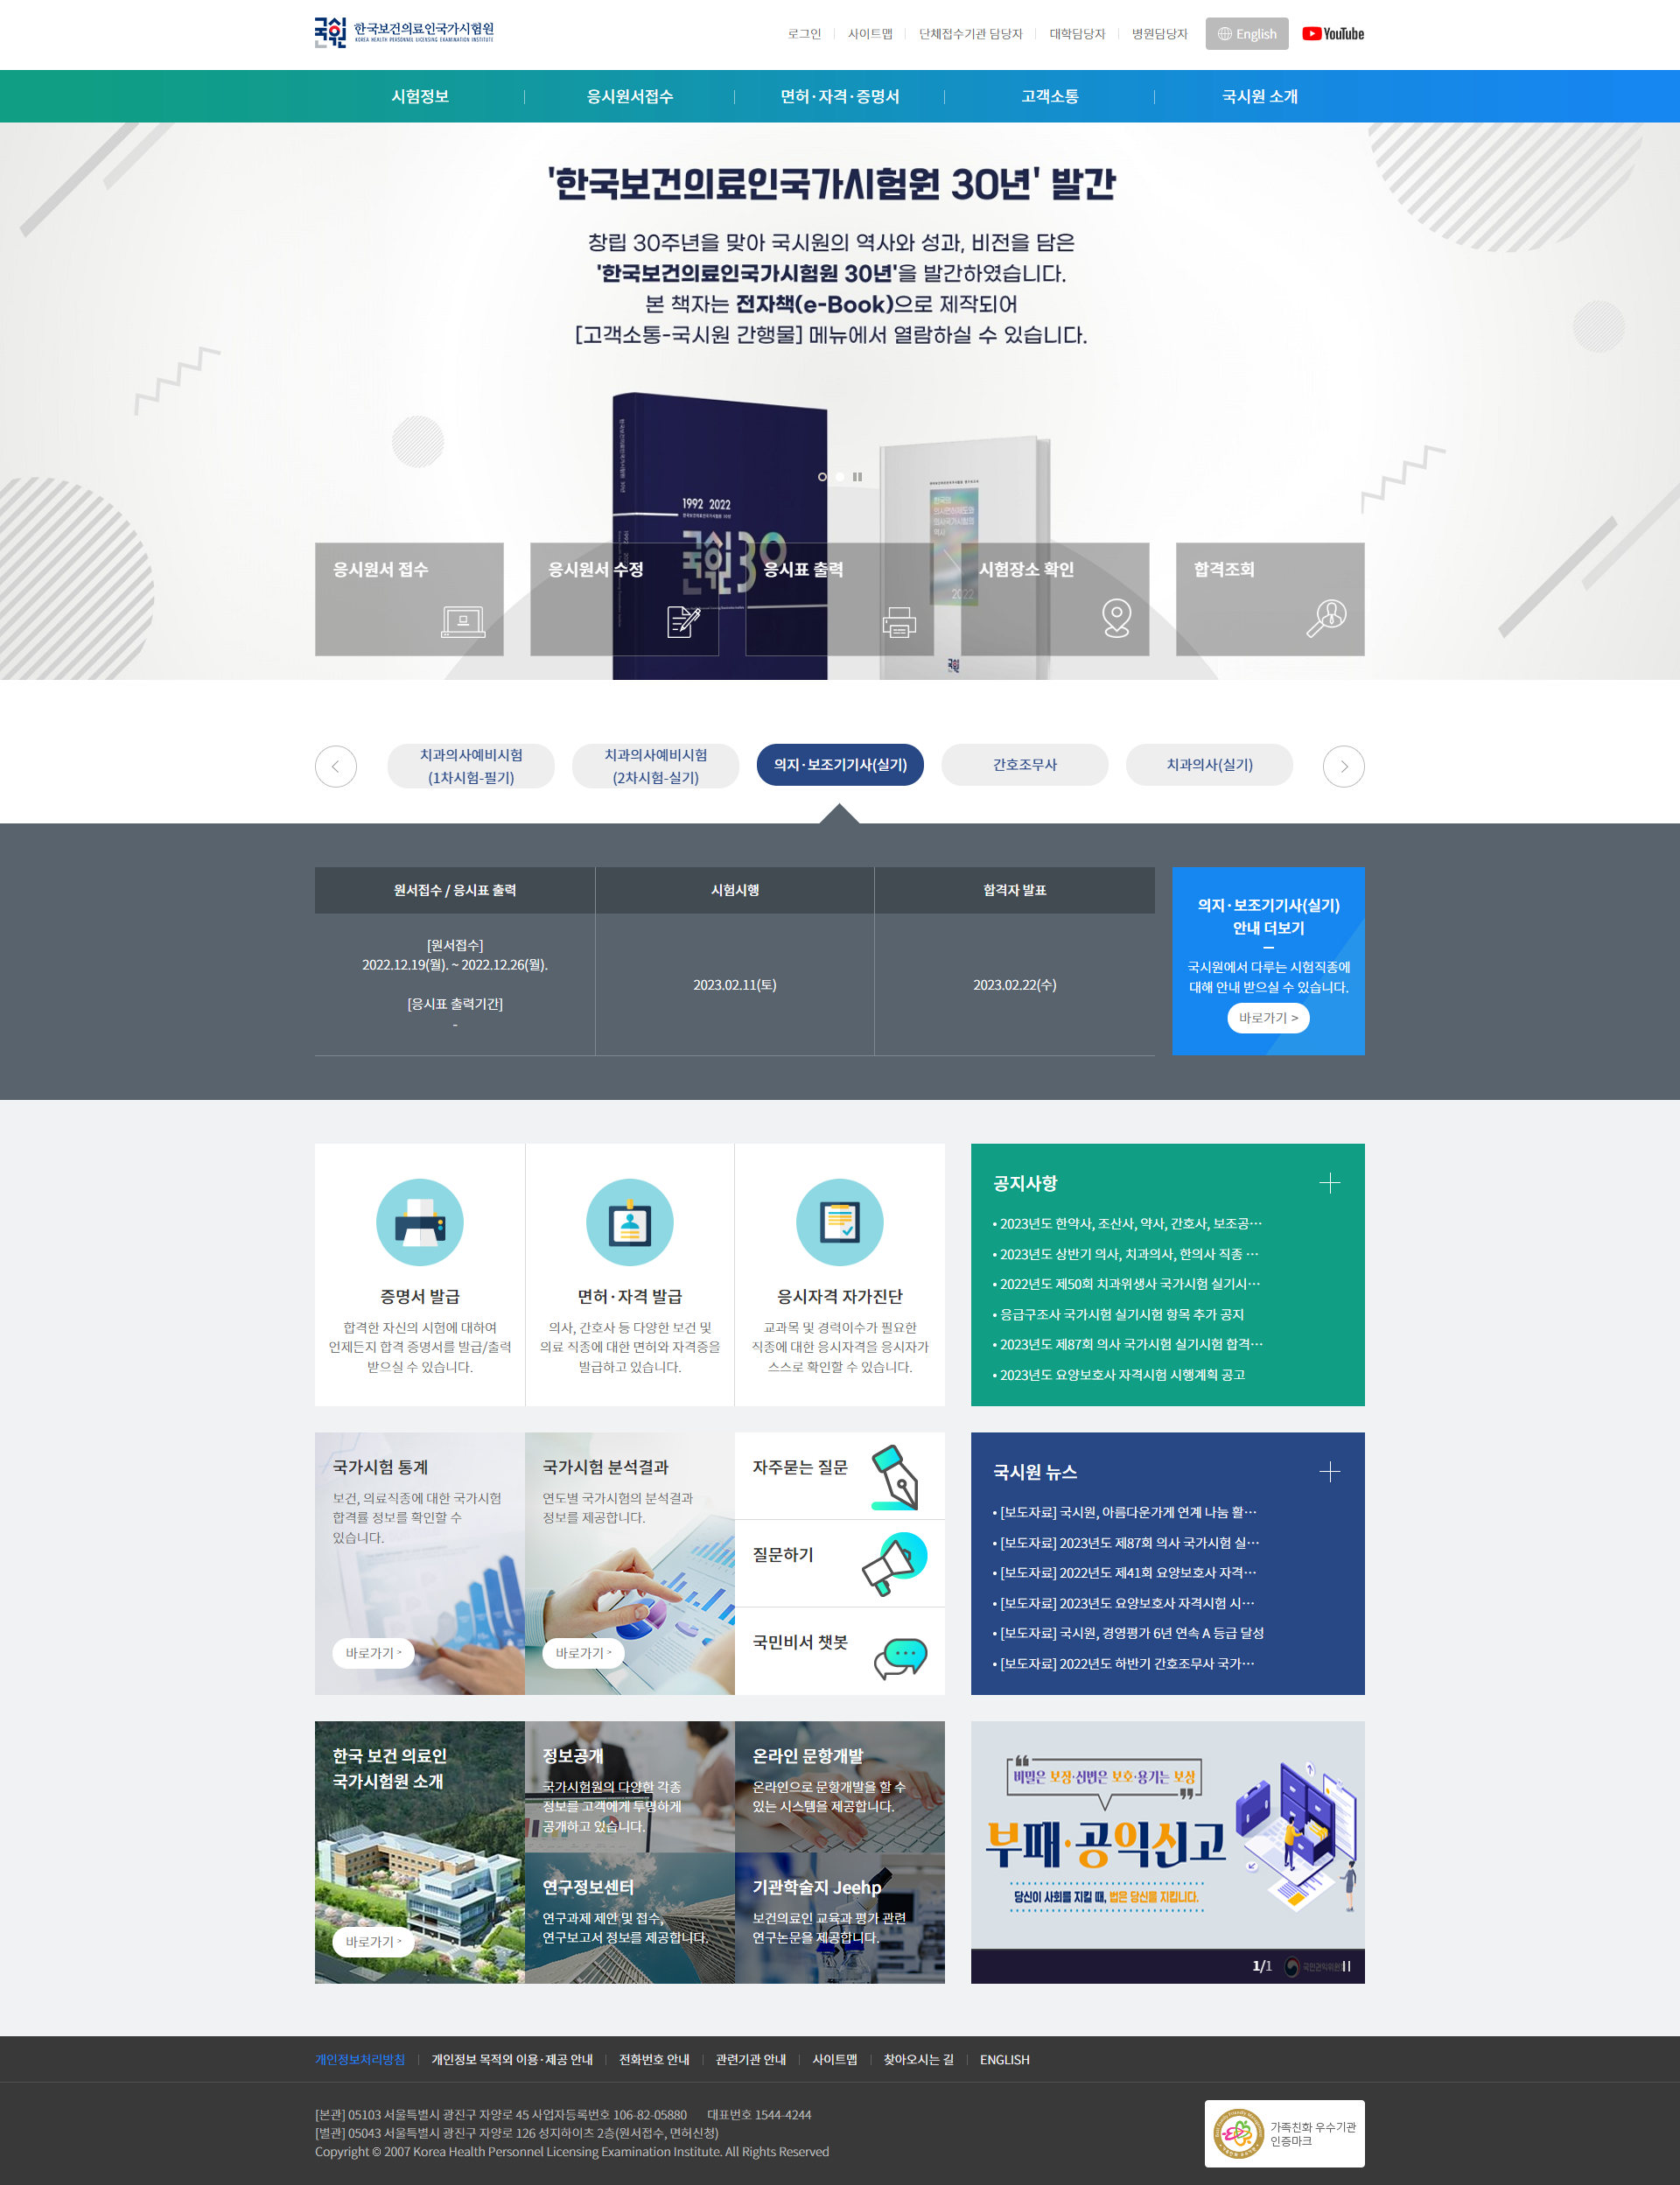 국시원 한국보건의료인국가시험원
KOREA HEALTH PERSONNEL LICENSING EXAMINATION INSTITUTE
로그인 사이트맵 단체접수기관 담당자 대학담당자 병원담당자 English YouTube
시험정보 응시원서접수 면허·자격·증명서 고객소통 국시원 소개
'한국보건의료인국가시험원 30년' 발간
창립 30주년을 맞아 국시원의 역사와 성과, 비전을 담은
'한국보건의료인국가시험원 30년'을 발간하였습니다.
본 책자는 전자책(e-Book)으로 제작되어
[고객소통-국시원 간행물] 메뉴에서 열람하실 수 있습니다.
1992 2022
국시원 30
한국의
의사면허제도와
의사국가시험의
역사
2022
국시원
응시원서 접수
응시원서 수정
응시표 출력
시험장소 확인
합격조회
치과의사예비시험
(1차시험-필기)
치과의사예비시험
(2차시험-실기)
의지·보조기기사(실기)
간호조무사
치과의사(실기)
원서접수 / 응시표 출력
시험시행
합격자 발표
[원서접수]
2022.12.19(월). ~ 2022.12.26(월).
[응시표 출력기간]
-
2023.02.11(토)
2023.02.22(수)
의지·보조기기사(실기)
안내 더보기
국시원에서 다루는 시험직종에
대해 안내 받으실 수 있습니다.
바로가기 >
증명서 발급
합격한 자신의 시험에 대하여
언제든지 합격 증명서를 발급/출력
받으실 수 있습니다.
면허·자격 발급
의사, 간호사 등 다양한 보건 및
의료 직종에 대한 면허와 자격증을
발급하고 있습니다.
응시자격 자가진단
교과목 및 경력이수가 필요한
직종에 대한 응시자격을 응시자가
스스로 확인할 수 있습니다.
공지사항
• 2023년도 한약사, 조산사, 약사, 간호사, 보조공…
• 2023년도 상반기 의사, 치과의사, 한의사 직종 …
• 2022년도 제50회 치과위생사 국가시험 실기시…
• 응급구조사 국가시험 실기시험 항목 추가 공지
• 2023년도 제87회 의사 국가시험 실기시험 합격…
• 2023년도 요양보호사 자격시험 시행계획 공고
국가시험 통계
보건, 의료직종에 대한 국가시험
합격률 정보를 확인할 수
있습니다.
바로가기 >
국가시험 분석결과
연도별 국가시험의 분석결과
정보를 제공합니다.
바로가기 >
자주묻는 질문
질문하기
국민비서 챗봇
국시원 뉴스
• [보도자료] 국시원, 아름다운가게 연계 나눔 활…
• [보도자료] 2023년도 제87회 의사 국가시험 실…
• [보도자료] 2022년도 제41회 요양보호사 자격…
• [보도자료] 2023년도 요양보호사 자격시험 시…
• [보도자료] 국시원, 경영평가 6년 연속 A 등급 달성
• [보도자료] 2022년도 하반기 간호조무사 국가…
한국 보건 의료인
국가시험원 소개
바로가기 >
정보공개
국가시험원의 다양한 각종
정보를 고객에게 투명하게
공개하고 있습니다.
온라인 문항개발
온라인으로 문항개발을 할 수
있는 시스템을 제공합니다.
연구정보센터
연구과제 제안 및 접수,
연구보고서 정보를 제공합니다.
기관학술지 Jeehp
보건의료인 교육과 평가 관련
연구논문을 제공합니다.
비밀은 보장·신변은 보호·용기는 보상
부패·공익신고
당신이 사회를 지킬 때, 법은 당신을 지킵니다.
1/1
국민권익위원회
개인정보처리방침 개인정보 목적외 이용·제공 안내 전화번호 안내 관련기관 안내 사이트맵 찾아오시는 길 ENGLISH
[본관] 05103 서울특별시 광진구 자양로 45 사업자등록번호 106-82-05880 대표번호 1544-4244
[별관] 05043 서울특별시 광진구 자양로 126 성지하이츠 2층(원서접수, 면허신청)
Copyright © 2007 Korea Health Personnel Licensing Examination Institute. All Rights Reserved
가족친화 우수기관
인증마크